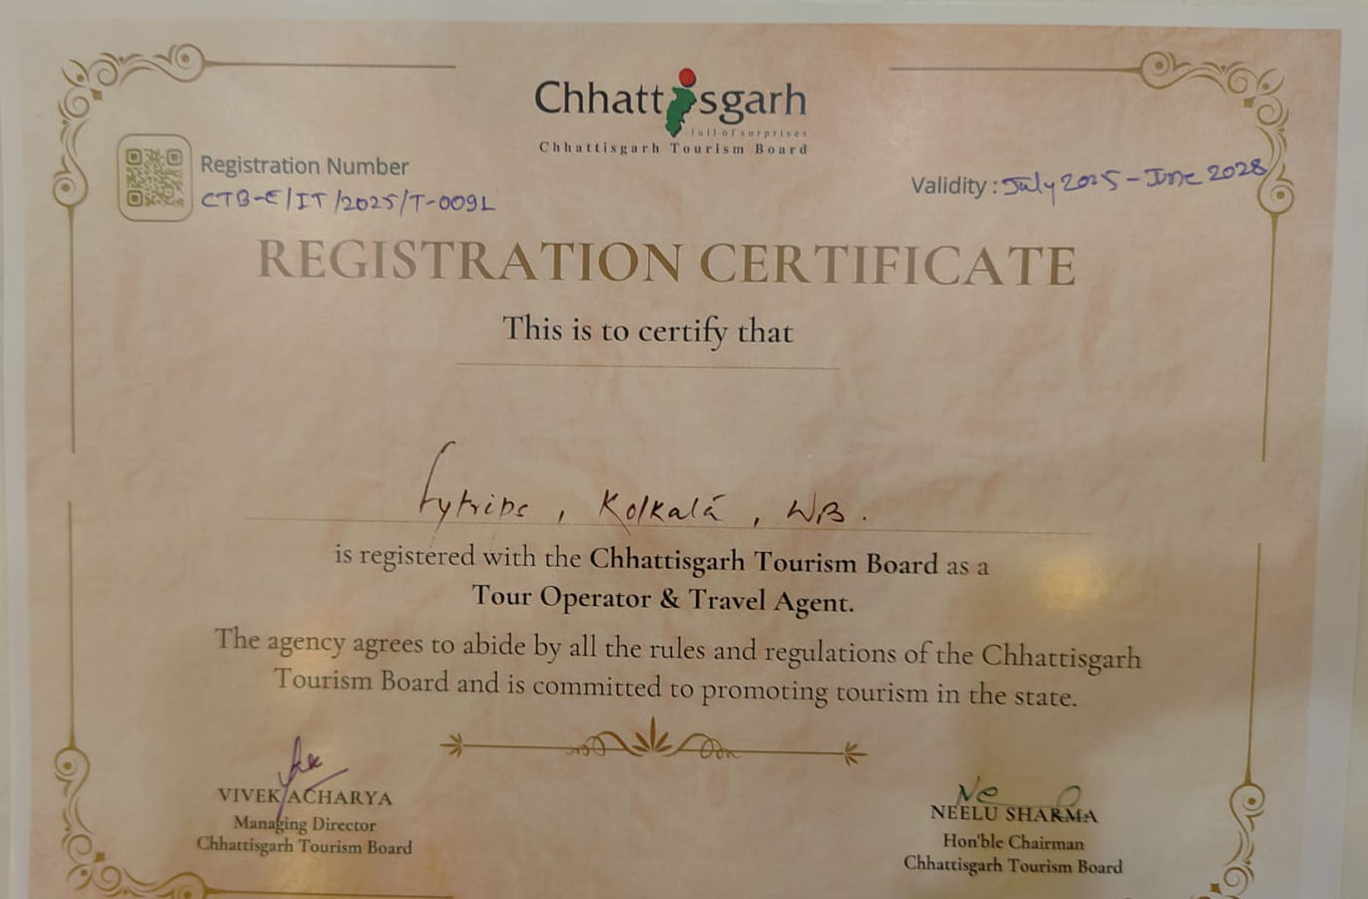 Chhattisgarh
full of surprises
Chhattisgarh Tourism Board
Registration Number
CTB-E/IT/2025/T-009L
Validity : July 2025 - June 2028
REGISTRATION CERTIFICATE
This is to certify that
Fytrips, Kolkata, WB.
is registered with the Chhattisgarh Tourism Board as a
Tour Operator & Travel Agent.
The agency agrees to abide by all the rules and regulations of the Chhattisgarh
Tourism Board and is committed to promoting tourism in the state.
VIVEK ACHARYA
Managing Director
Chhattisgarh Tourism Board
NEELU SHARMA
Hon'ble Chairman
Chhattisgarh Tourism Board